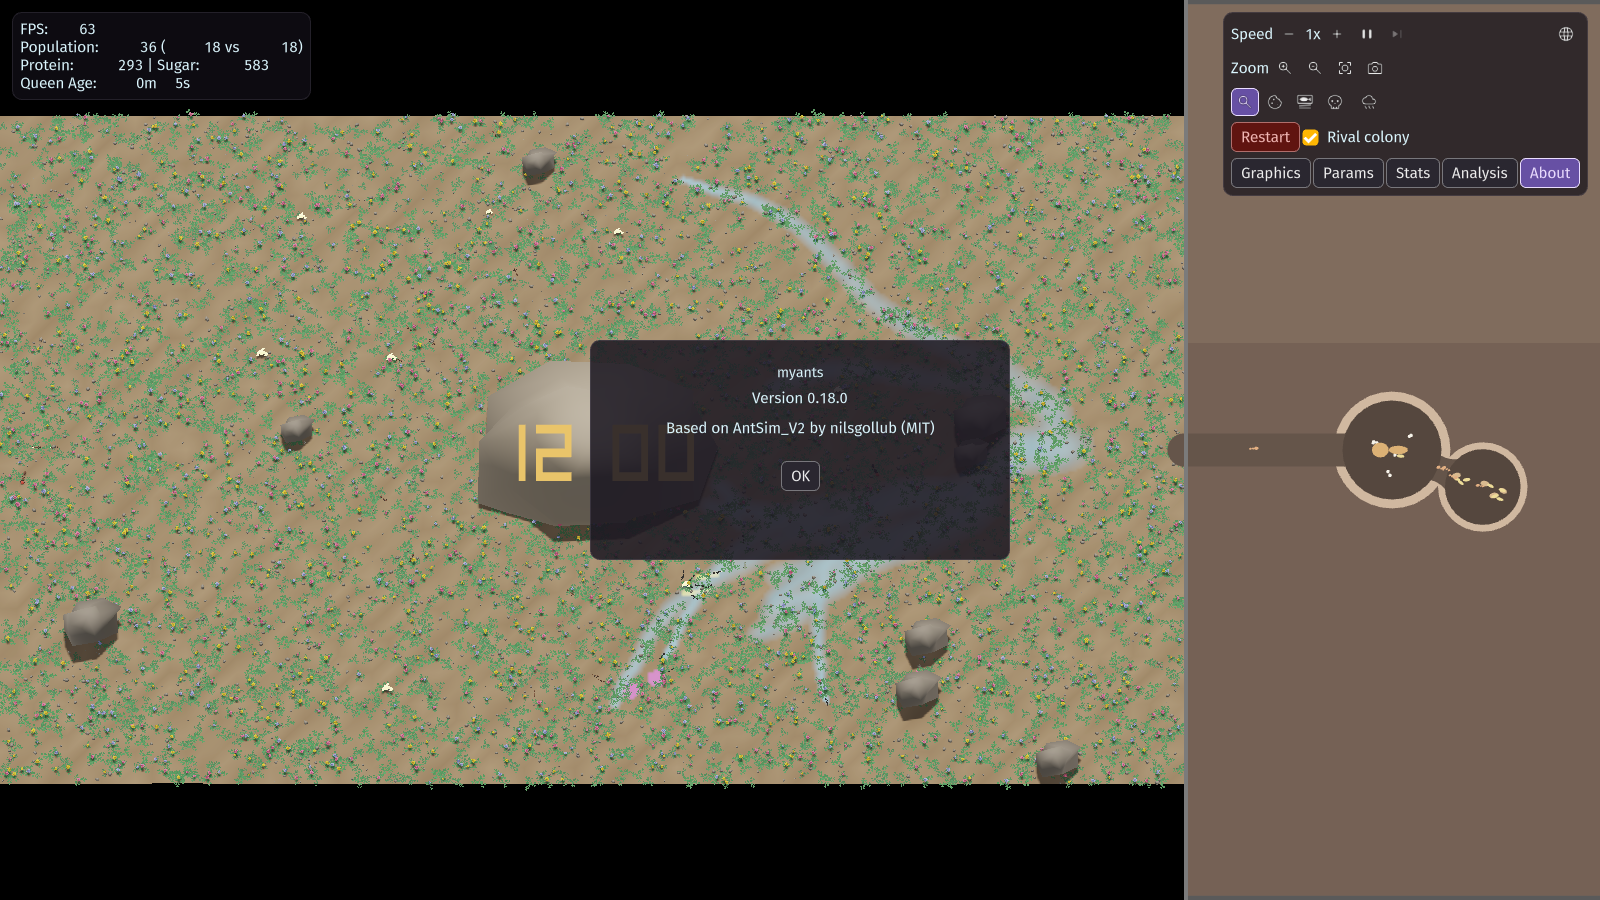 FPS: 63
Population: 36 ( 18 vs 18)
Protein: 293 | Sugar: 583
Queen Age: 0m 5s
Speed − 1x +
Zoom
Restart Rival colony
Graphics Params Stats Analysis About
myants
Version 0.18.0
Based on AntSim_V2 by nilsgollub (MIT)
12 00
OK